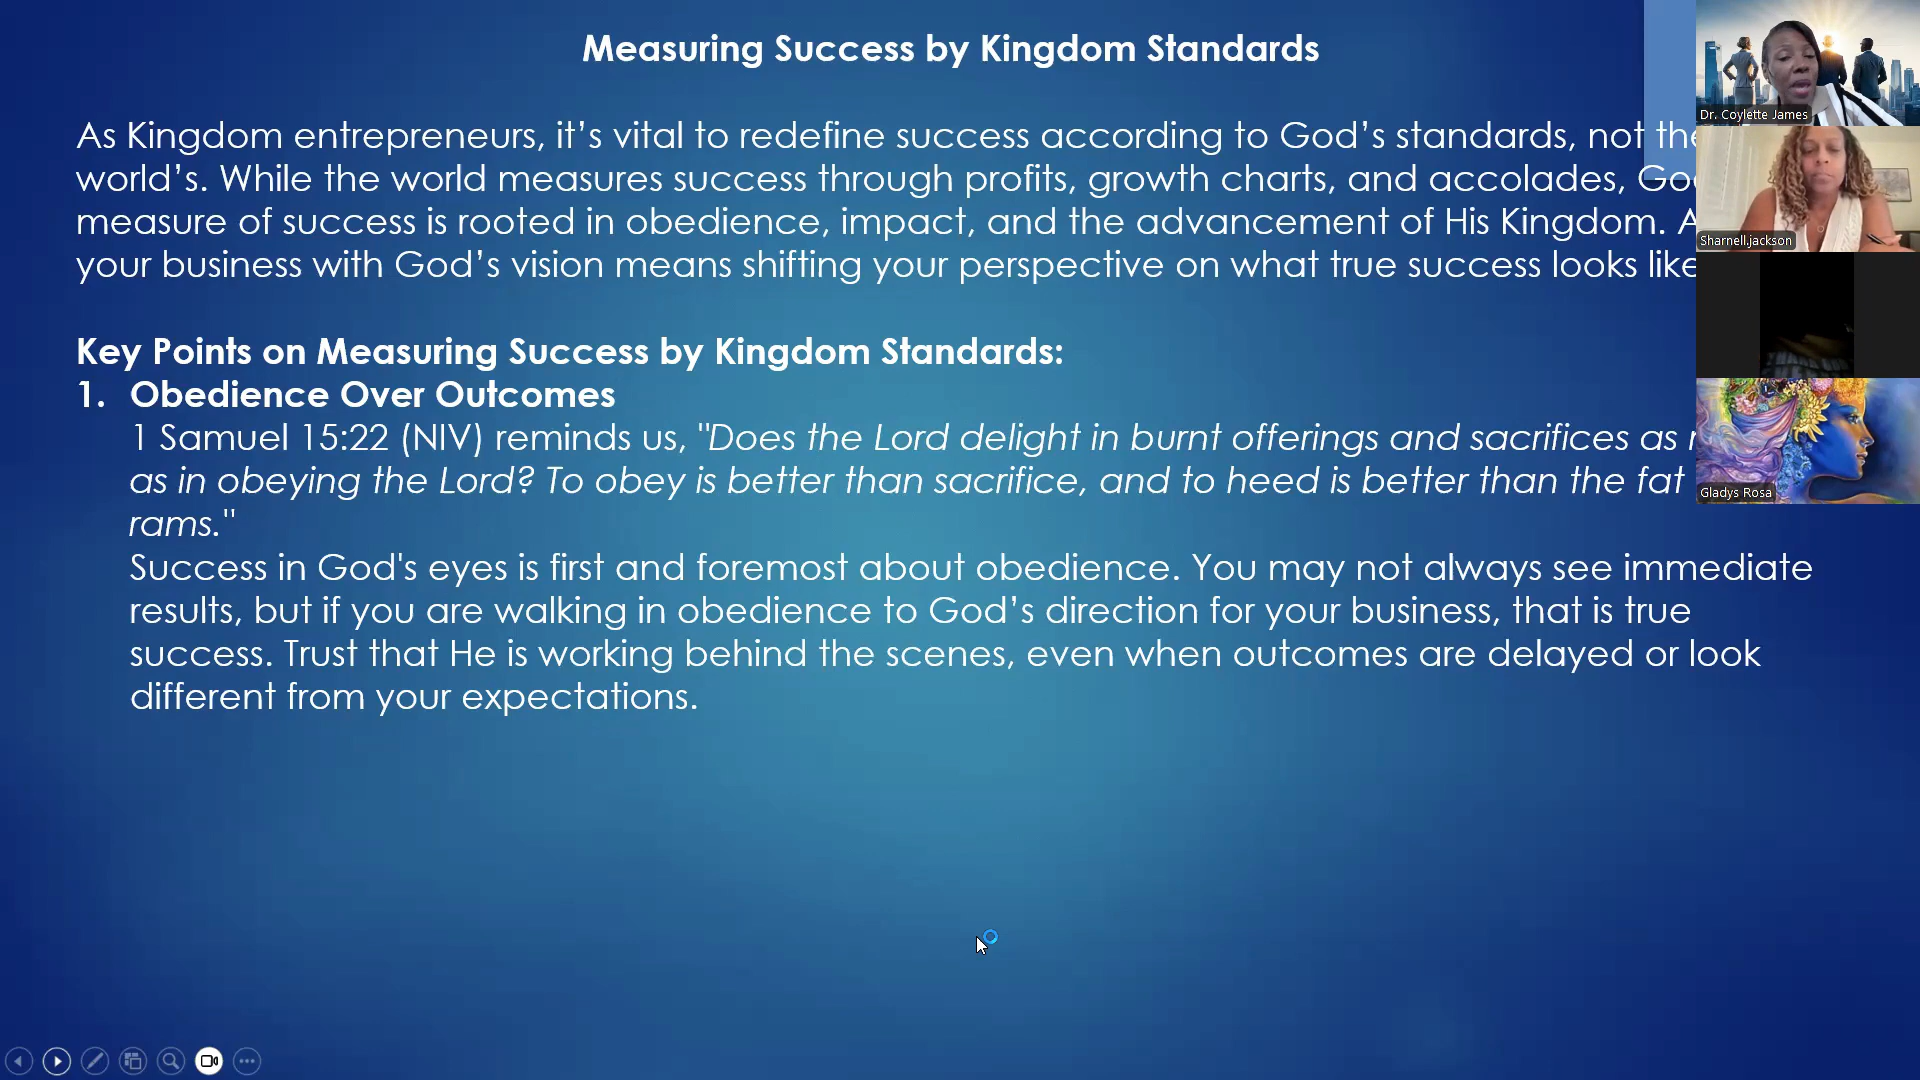 Measuring Success by Kingdom Standards
As Kingdom entrepreneurs, it’s vital to redefine success according to God’s standards, not the
world’s. While the world measures success through profits, growth charts, and accolades,
measure of success is rooted in obedience, impact, and the advancement of His Kingdom.
your business with God’s vision means shifting your perspective on what true success looks like
Key Points on Measuring Success by Kingdom Standards:
1. Obedience Over Outcomes
1 Samuel 15:22 (NIV) reminds us, "Does the Lord delight in burnt offerings and sacrifices as
as in obeying the Lord? To obey is better than sacrifice, and to heed is better than the fat
rams."
Success in God's eyes is first and foremost about obedience. You may not always see immediate
results, but if you are walking in obedience to God’s direction for your business, that is true
success. Trust that He is working behind the scenes, even when outcomes are delayed or look
different from your expectations.
Dr. Coylette James
Sharnell.jackson
Gladys Rosa